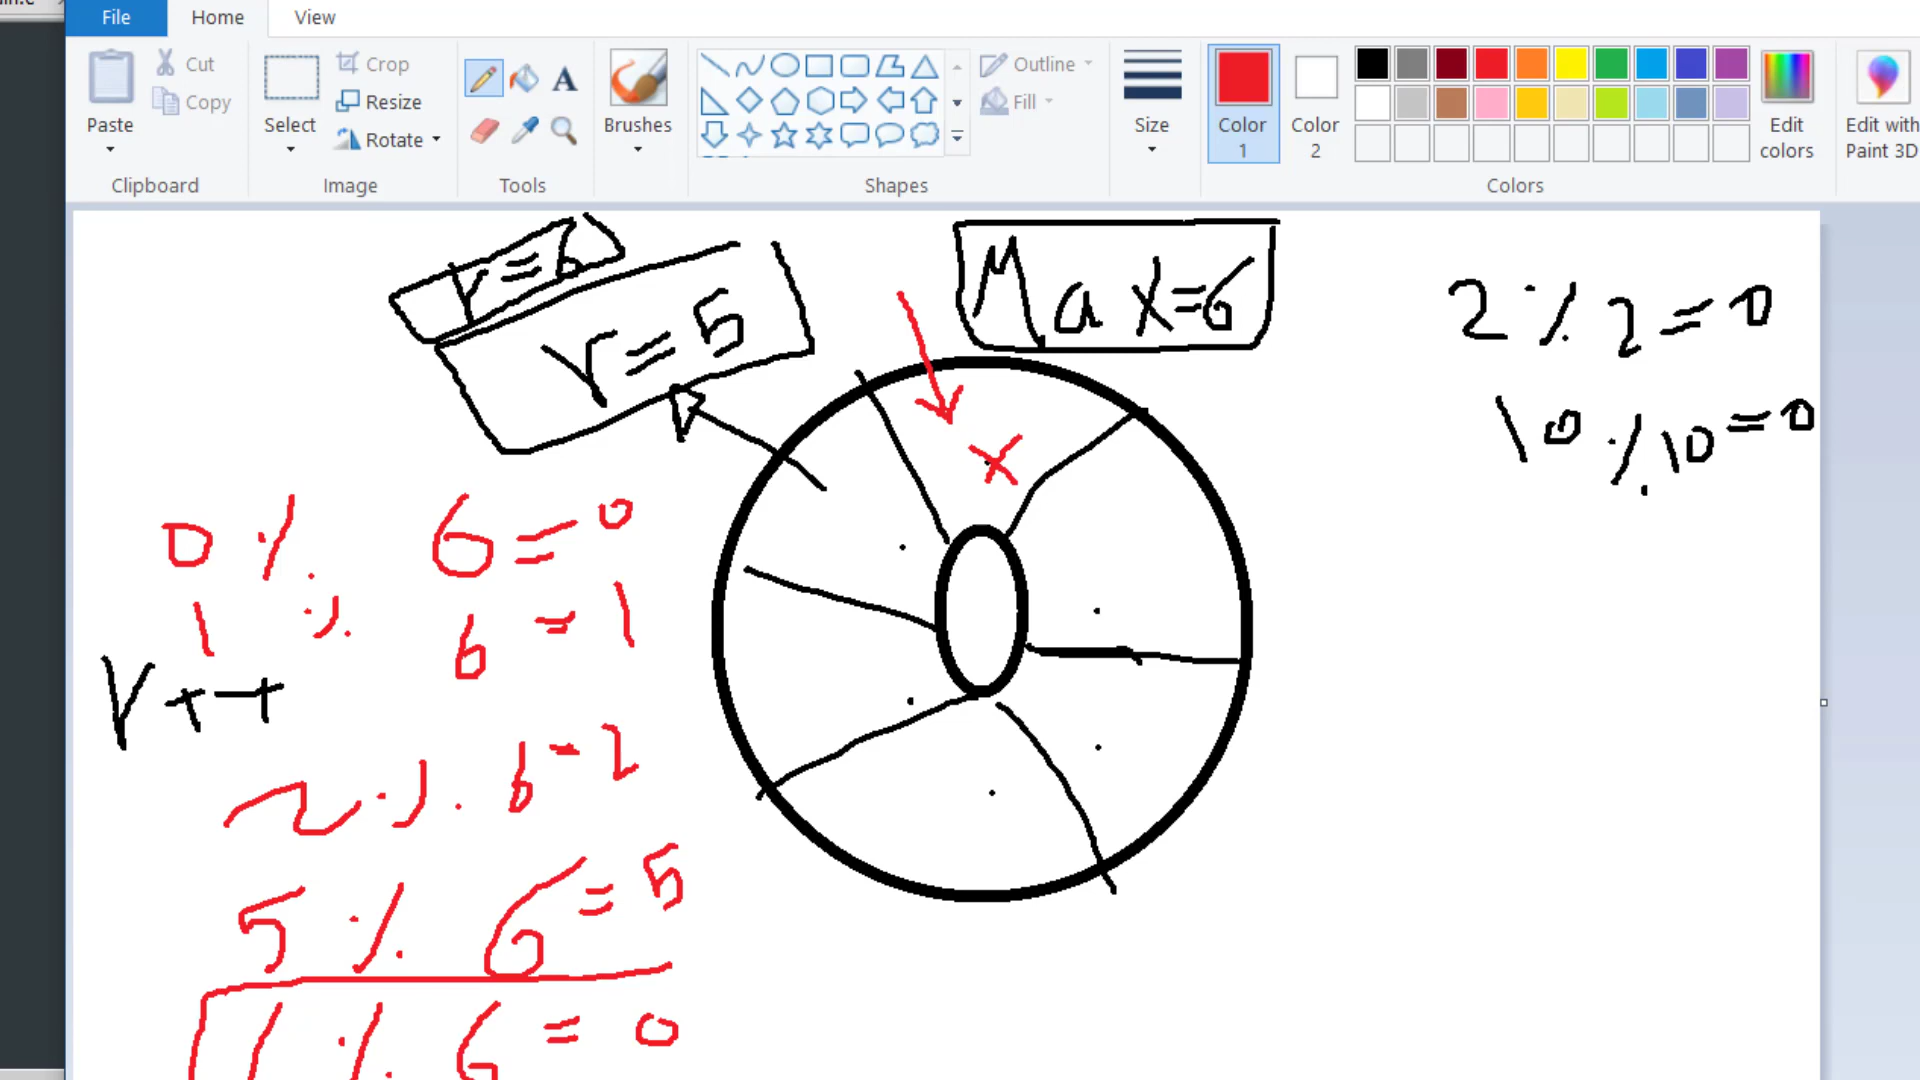 File Home View
Paste
Cut
Copy
Clipboard
Select
Crop
Resize
Rotate
Image
Tools
Brushes
Shapes
Outline
Fill
Size
Color 1
Color 2
Edit colors
Colors
Edit with Paint 3D
r=6
r=5
Max=6
2%2=0
10%10=0
x
0 % 6=0
1 % 6=1
r++
2 % 6=2
5 % 6=5
% 6 = 0